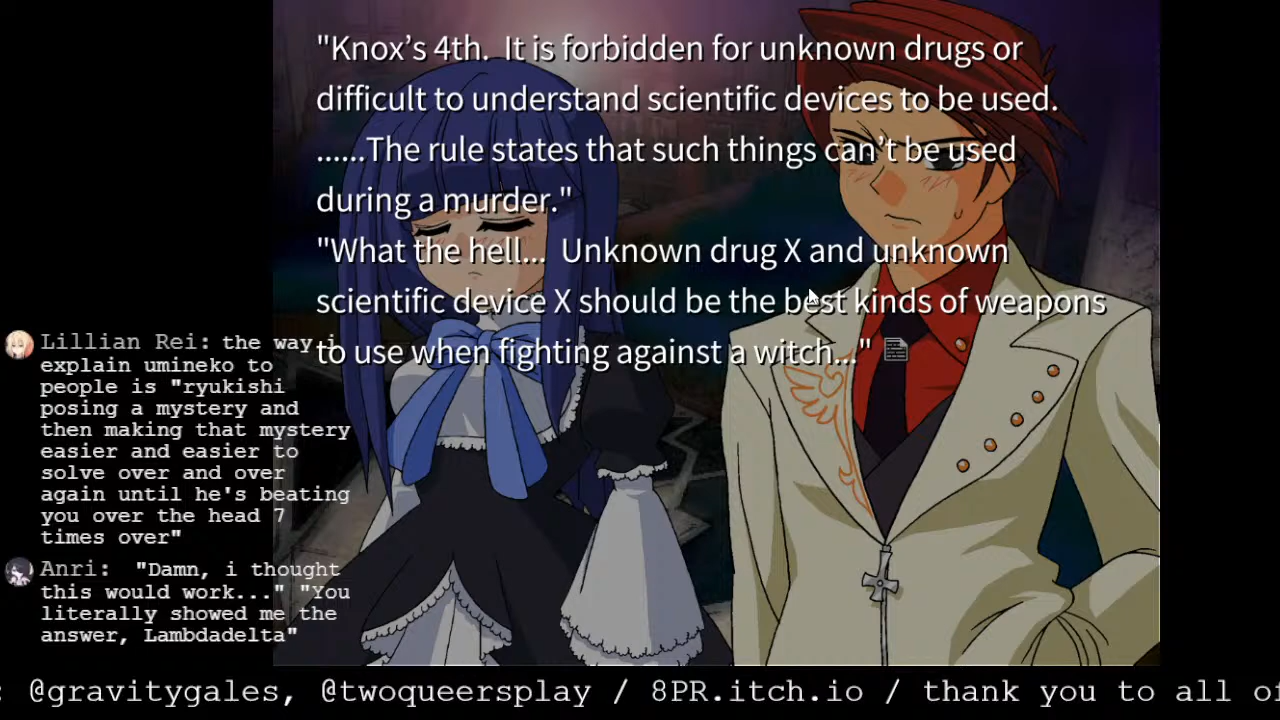 "Knox’s 4th.  It is forbidden for unknown drugs or
difficult to understand scientific devices to be used.
......The rule states that such things can’t be used
during a murder."
"What the hell...  Unknown drug X and unknown
scientific device X should be the best kinds of weapons
to use when fighting against a witch..."
Lillian Rei: the way i
explain umineko to
people is "ryukishi
posing a mystery and
then making that mystery
easier and easier to
solve over and over
again until he's beating
you over the head 7
times over"
Anri:  "Damn, i thought
this would work..." "You
literally showed me the
answer, Lambdadelta"
: @gravitygales, @twoqueersplay / 8PR.itch.io / thank you to all of